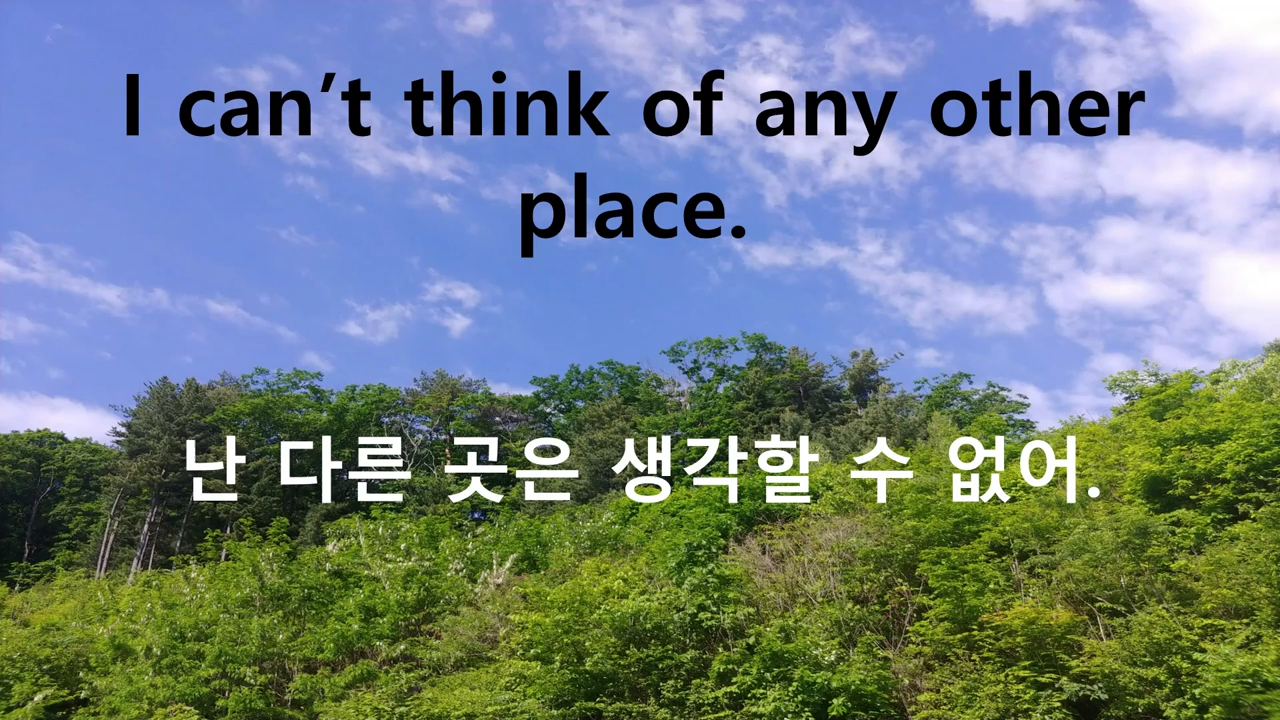 I can’t think of any other
place.
난 다른 곳은 생각할 수 없어.